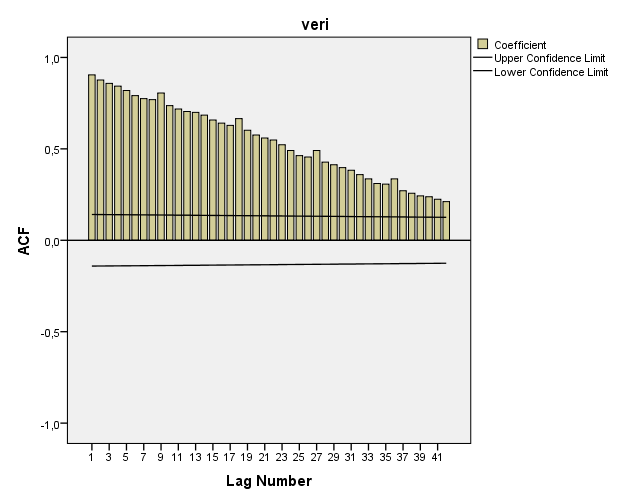 veri
Coefficient
Upper Confidence Limit
Lower Confidence Limit
1,0
0,5
0,0
-0,5
-1,0
ACF
1 3 5 7 9 11 13 15 17 19 21 23 25 27 29 31 33 35 37 39 41
Lag Number